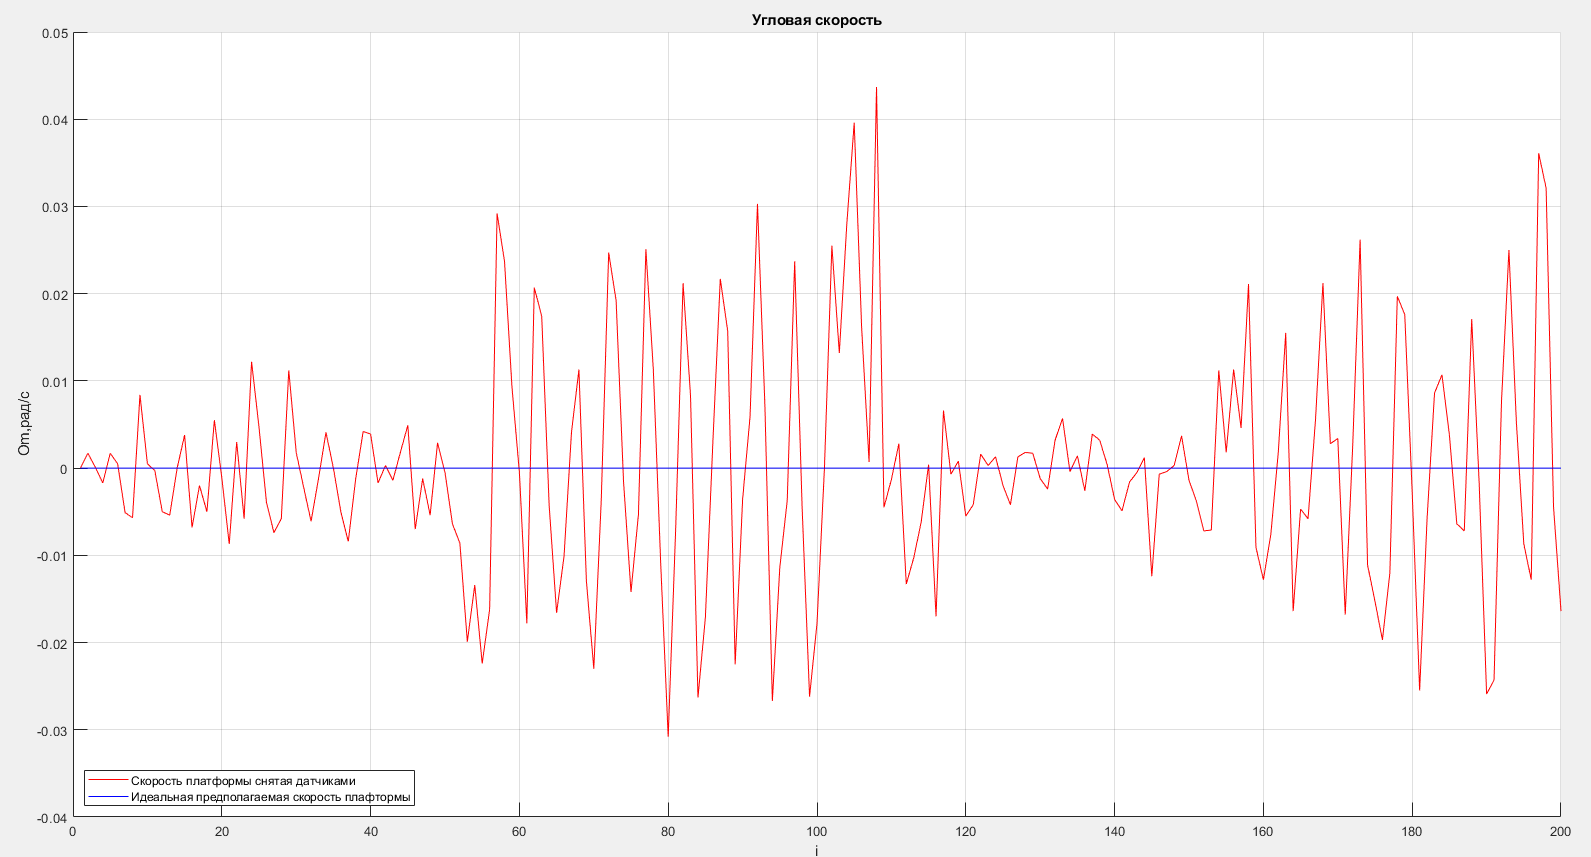 Угловая скорость
0.05
0.04
0.03
0.02
0.01
0
-0.01
-0.02
-0.03
-0.04
Om,рад/с
Скорость платформы снятая датчиками
Идеальная предполагаемая скорость плафтормы
0 20 40 60 80 100 120 140 160 180 200
i